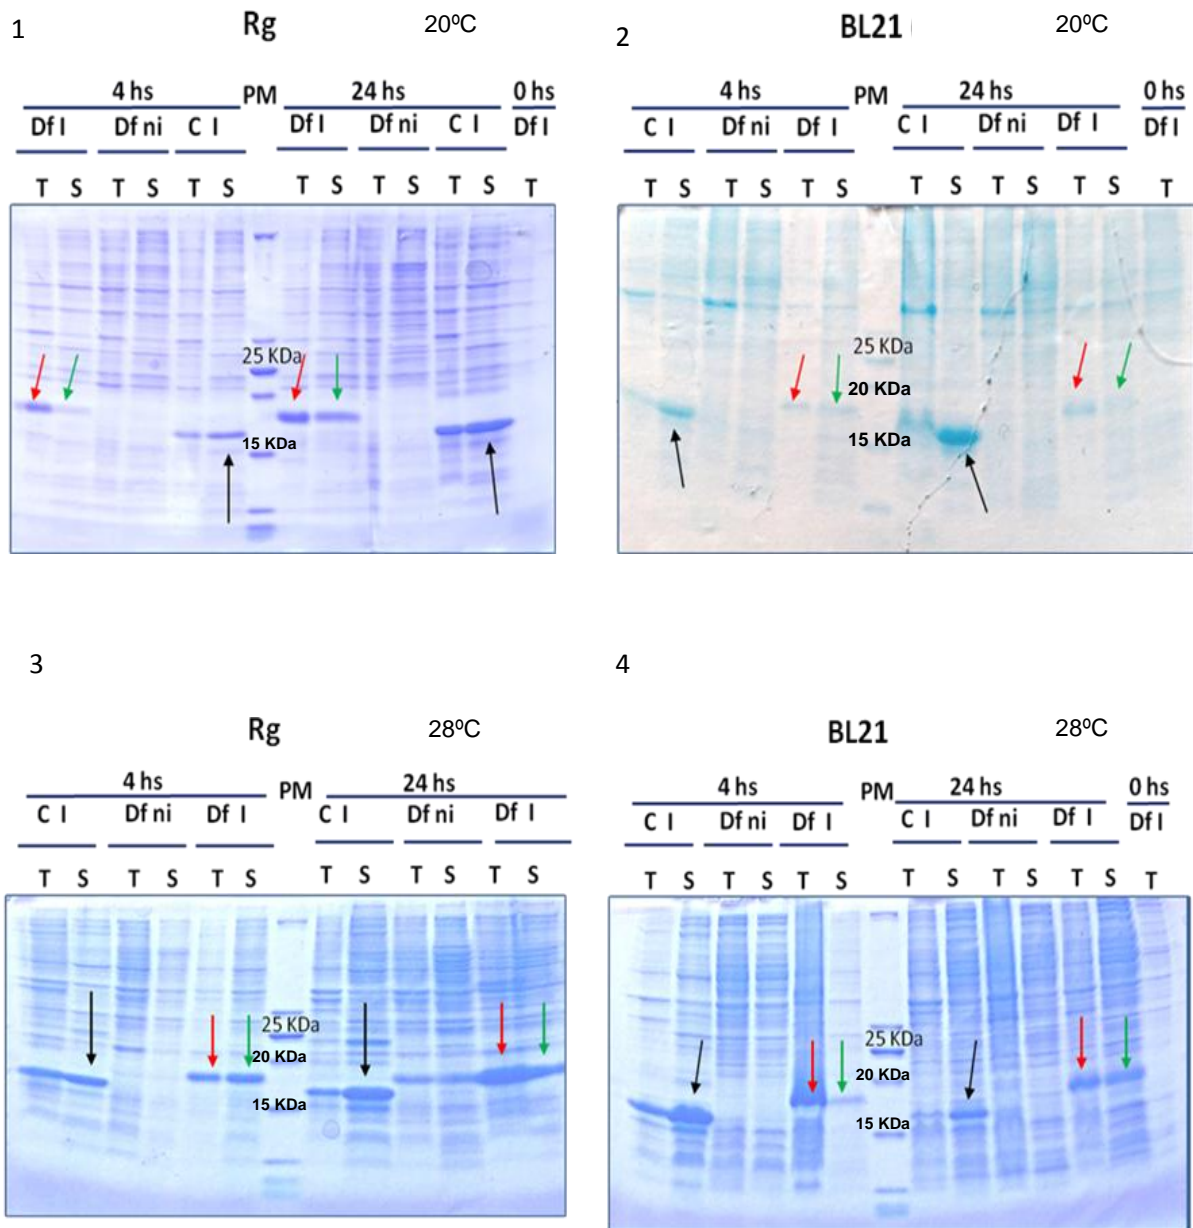 1 Rg 20ºC
4 hs PM 24 hs 0 hs
Df I Df ni C I Df I Df ni C I Df I
T S T S T S T S T S T S T
25 KDa
15 KDa
2 BL21 20ºC
4 hs PM 24 hs 0 hs
C I Df ni Df I C I Df ni Df I Df I
T S T S T S T S T S T S T
25 KDa
20 KDa
15 KDa
3
Rg 28ºC
4 hs PM 24 hs
C I Df ni Df I C I Df ni Df I
T S T S T S T S T S T S
25 KDa
20 KDa
15 KDa
4
BL21 28ºC
4 hs PM 24 hs 0 hs
C I Df ni Df I C I Df ni Df I Df I
T S T S T S T S T S T S T
25 KDa
20 KDa
15 KDa